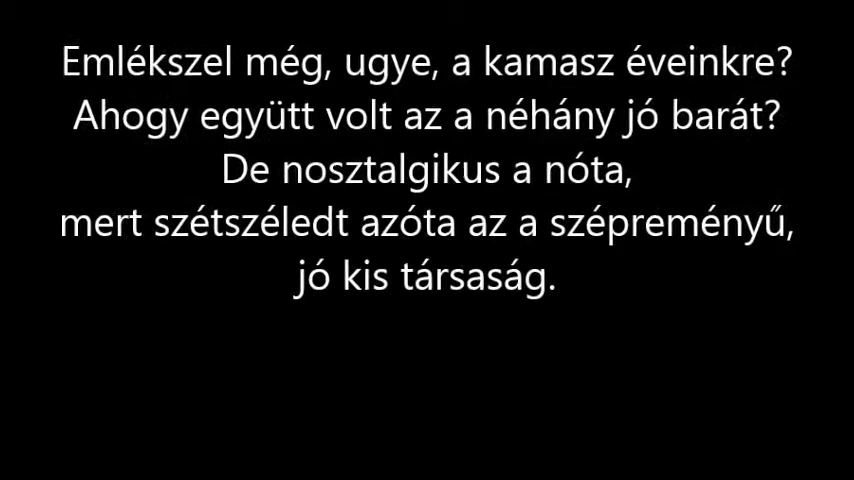 Emlékszel még, ugye, a kamasz éveinkre?
Ahogy együtt volt az a néhány jó barát?
De nosztalgikus a nóta,
mert szétszéledt azóta az a szépreményű,
jó kis társaság.